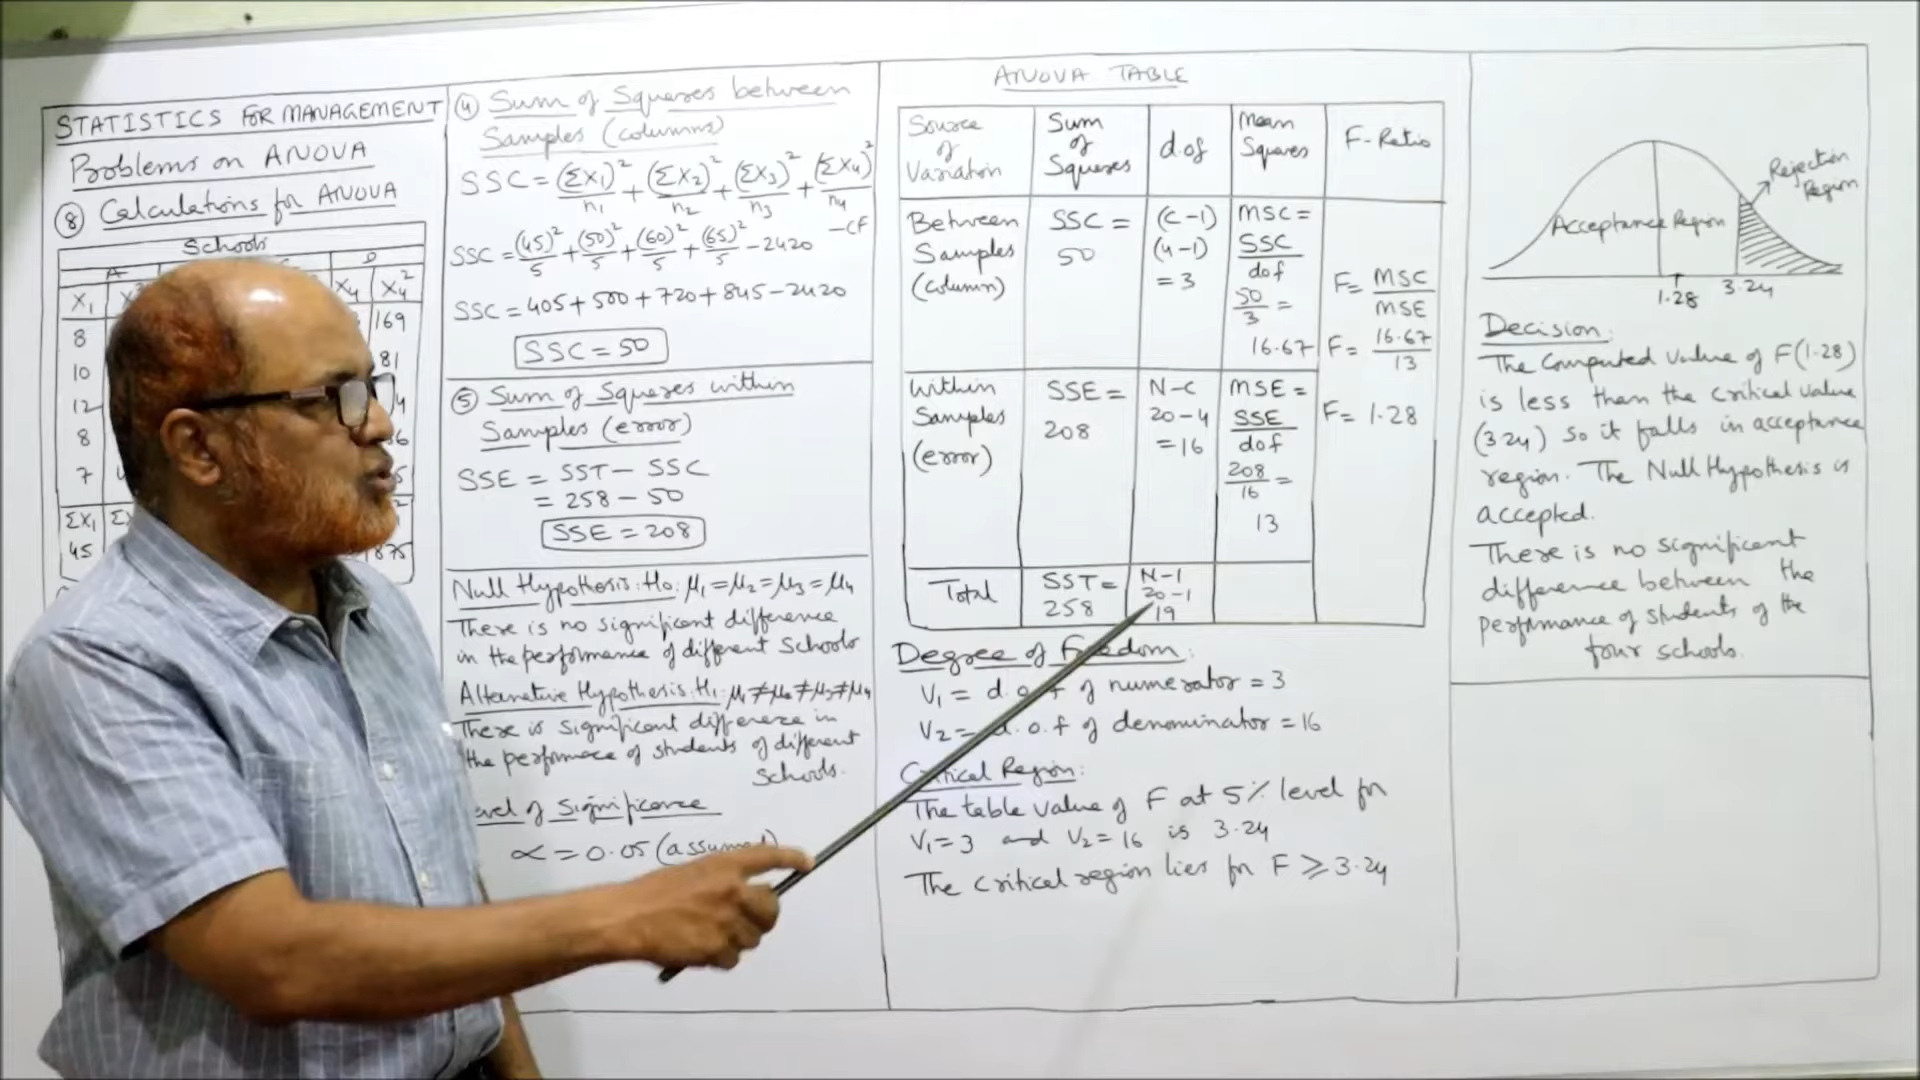 STATISTICS FOR MANAGEMENT
Problems on ANOVA
⑧ Calculations for ANOVA
Schools
A D
X₁ X₄ X₄²
8 169
10 81
12
8
7
ΣX₁
45 875
④ Sum of Squares between
Samples (columns)
SSC = (ΣX₁)²/n₁ + (ΣX₂)²/n₂ + (ΣX₃)²/n₃ + (ΣX₄)²/n₄ - CF
SSC = (45)²/5 + (50)²/5 + (60)²/5 + (65)²/5 - 2420
SSC = 405 + 500 + 720 + 845 - 2420
SSC = 50
⑤ Sum of Squares within
Samples (error)
SSE = SST - SSC
= 258 - 50
SSE = 208
Null Hypothesis: H₀: μ₁ = μ₂ = μ₃ = μ₄
There is no significant difference
in the performance of different Schools
Alternative Hypothesis: H₁: μ₁ ≠ μ₂ ≠ μ₃ ≠ μ₄
There is significant difference in
the performace of students of different
Schools.
evel of Significance
α = 0.05 (assumed)
ANOVA TABLE
Source of Variation
Sum of Squares
d.of
Mean Squares
F-Ratio
Between Samples (column)
SSC = 50
(c-1)
(4-1)
= 3
MSC =
SSC/dof
50/3 =
16.67
F = MSC/MSE
F = 16.67/13
F = 1.28
Within Samples (error)
SSE = 208
N-C
20-4
= 16
MSE =
SSE/dof
208/16 =
13
Total
SST = 258
N-1
20-1
19
Degree of Freedom:
V₁ = d.o.f of numerator = 3
V₂ = d.o.f of denominator = 16
Critical Region:
The table value of F at 5% level for
V₁ = 3 and V₂ = 16 is 3.24
The critical region lies for F ≥ 3.24
Rejection
Region
Acceptance Region
1.28 3.24
Decision:
The Computed value of F(1.28)
is less than the critical value
(3.24) so it falls in acceptance
region. The Null Hypothesis is
accepted.
There is no significant
difference between the
performance of students of the
four schools.